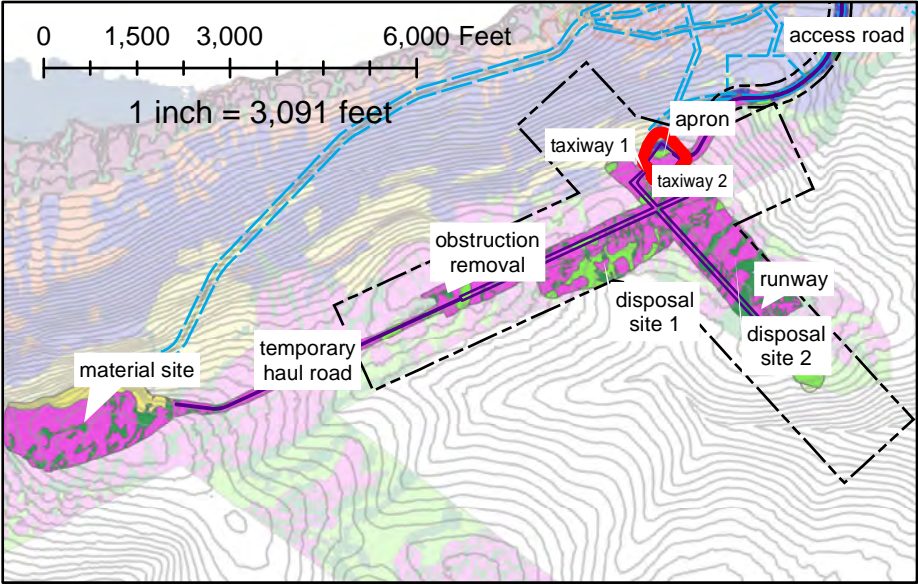 0 1,500 3,000 6,000 Feet
1 inch = 3,091 feet
access road
apron
taxiway 1
taxiway 2
obstruction
removal
runway
disposal
site 1
disposal
site 2
temporary
haul road
material site